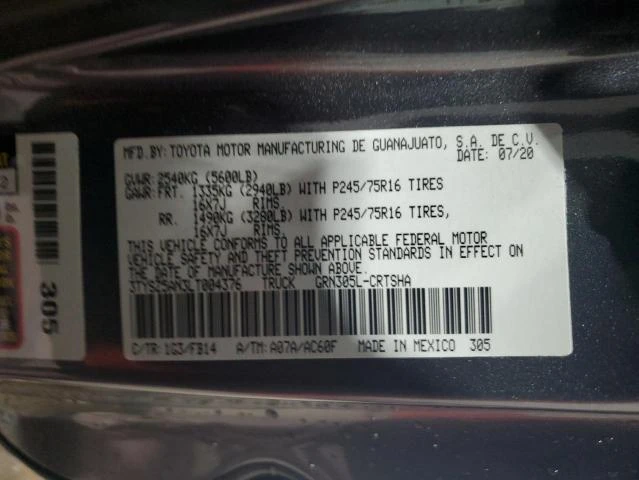 MFD.BY: TOYOTA MOTOR MANUFACTURING DE GUANAJUATO, S.A. DE C.V.
DATE: 07/20
GVWR: 2540KG (5600LB)
GAWR: FRT. 1335KG (2940LB) WITH P245/75R16 TIRES
16X7J RIMS.
RR. 1490KG (3280LB) WITH P245/75R16 TIRES,
16X7J RIMS.
THIS VEHICLE CONFORMS TO ALL APPLICABLE FEDERAL MOTOR
VEHICLE SAFETY AND THEFT PREVENTION STANDARDS IN EFFECT ON
THE DATE OF MANUFACTURE SHOWN ABOVE.
3TYSZ5AN3LT004376 TRUCK GRN305L-CRTSHA
C/TR: 1G3/FB14 A/TM: A07A/AC60F MADE IN MEXICO 305
305